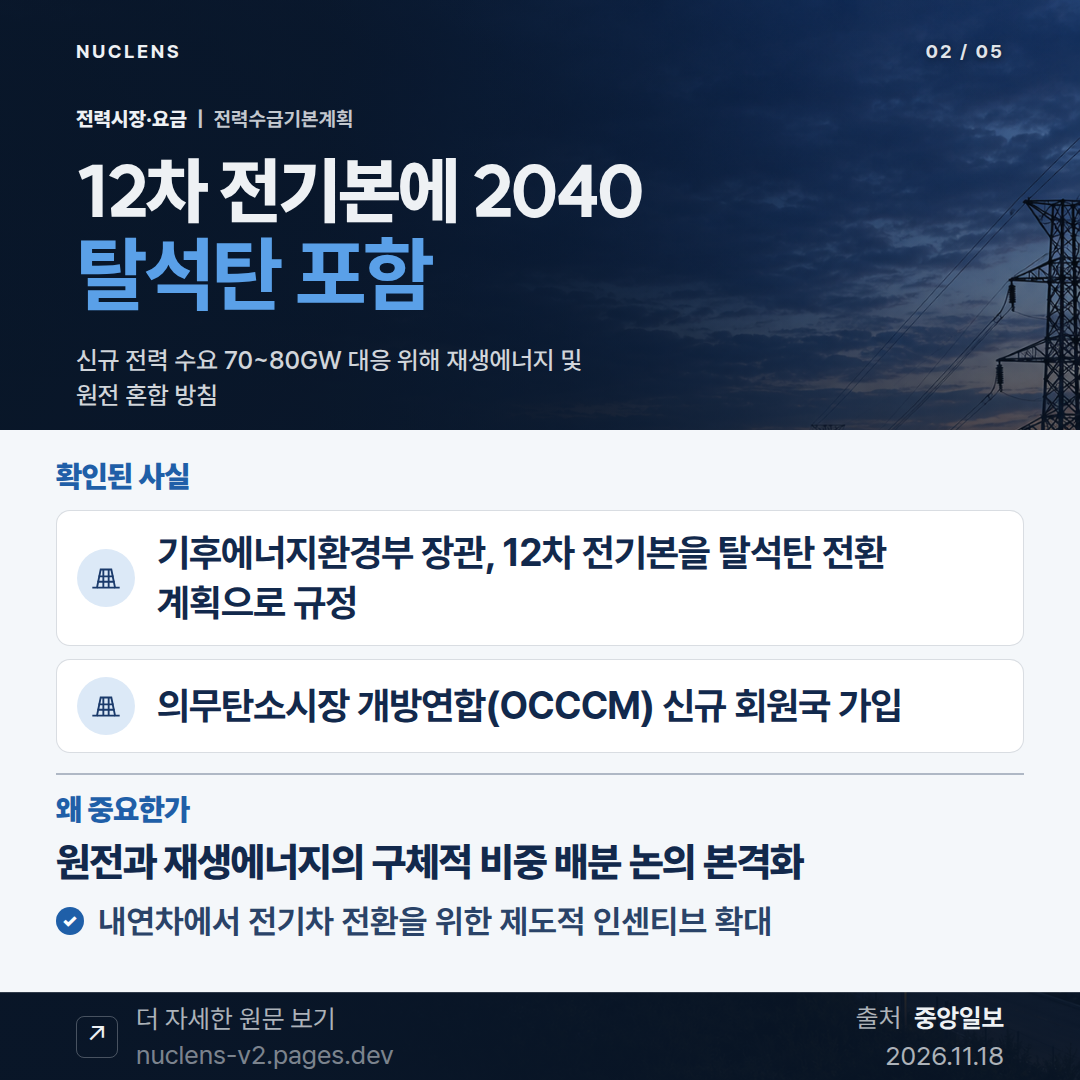 NUCLENS
02 / 05
전력시장·요금 | 전력수급기본계획
12차 전기본에 2040
탈석탄 포함
신규 전력 수요 70~80GW 대응 위해 재생에너지 및
원전 혼합 방침
확인된 사실
기후에너지환경부 장관, 12차 전기본을 탈석탄 전환
계획으로 규정
의무탄소시장 개방연합(OCCCM) 신규 회원국 가입
왜 중요한가
원전과 재생에너지의 구체적 비중 배분 논의 본격화
내연차에서 전기차 전환을 위한 제도적 인센티브 확대
더 자세한 원문 보기
nuclens-v2.pages.dev
출처 중앙일보
2026.11.18